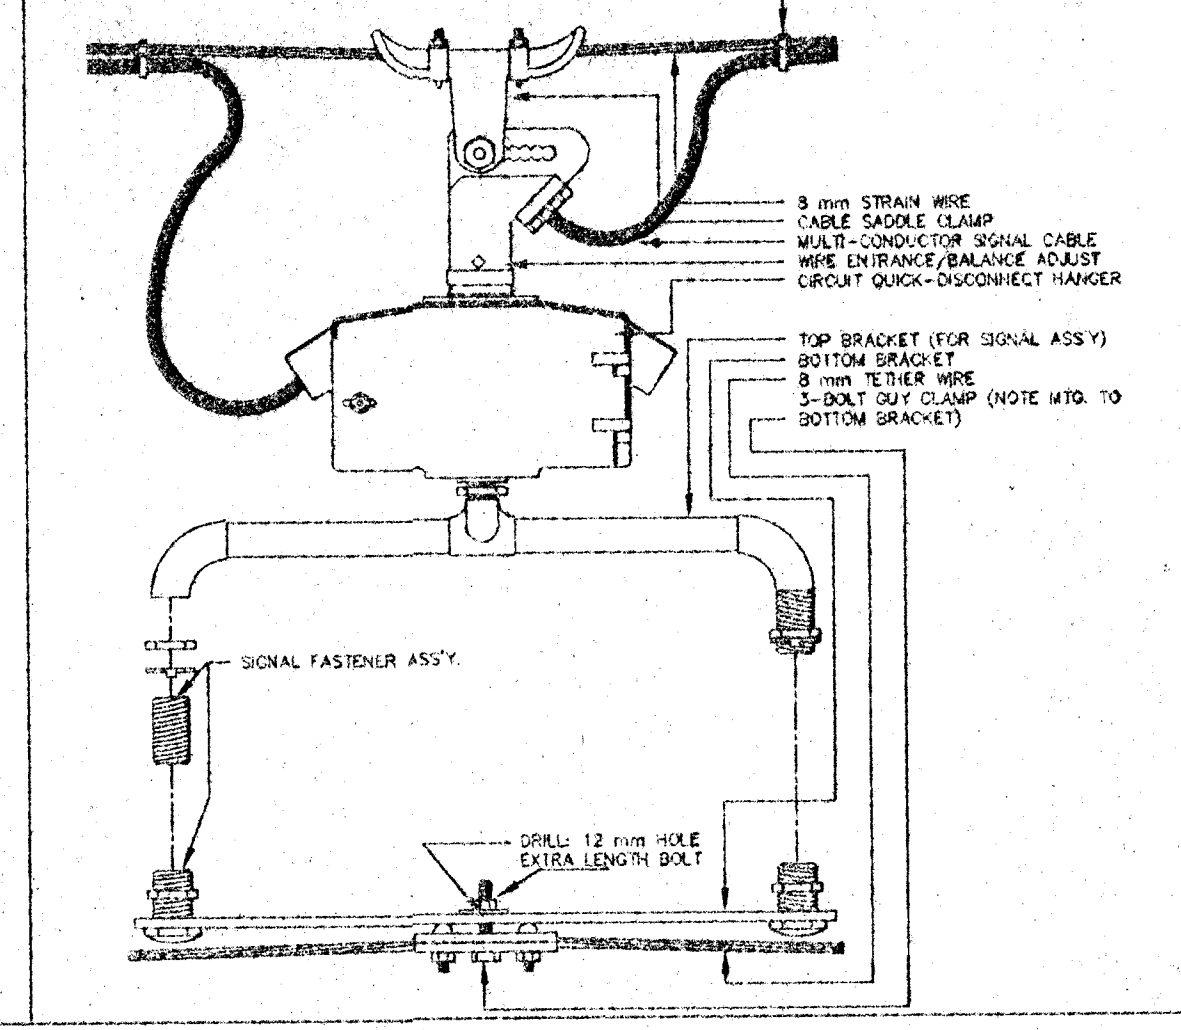 8 mm STRAIN WIRE
CABLE SADDLE CLAMP
MULTI-CONDUCTOR SIGNAL CABLE
WIRE ENTRANCE/BALANCE ADJUST
CIRCUIT QUICK-DISCONNECT HANGER
TOP BRACKET (FOR SIGNAL ASS'Y)
BOTTOM BRACKET
8 mm TETHER WIRE
3-BOLT GUY CLAMP (NOTE MTG. TO
BOTTOM BRACKET)
SIGNAL FASTENER ASS'Y.
DRILL: 12 mm HOLE
EXTRA LENGTH BOLT